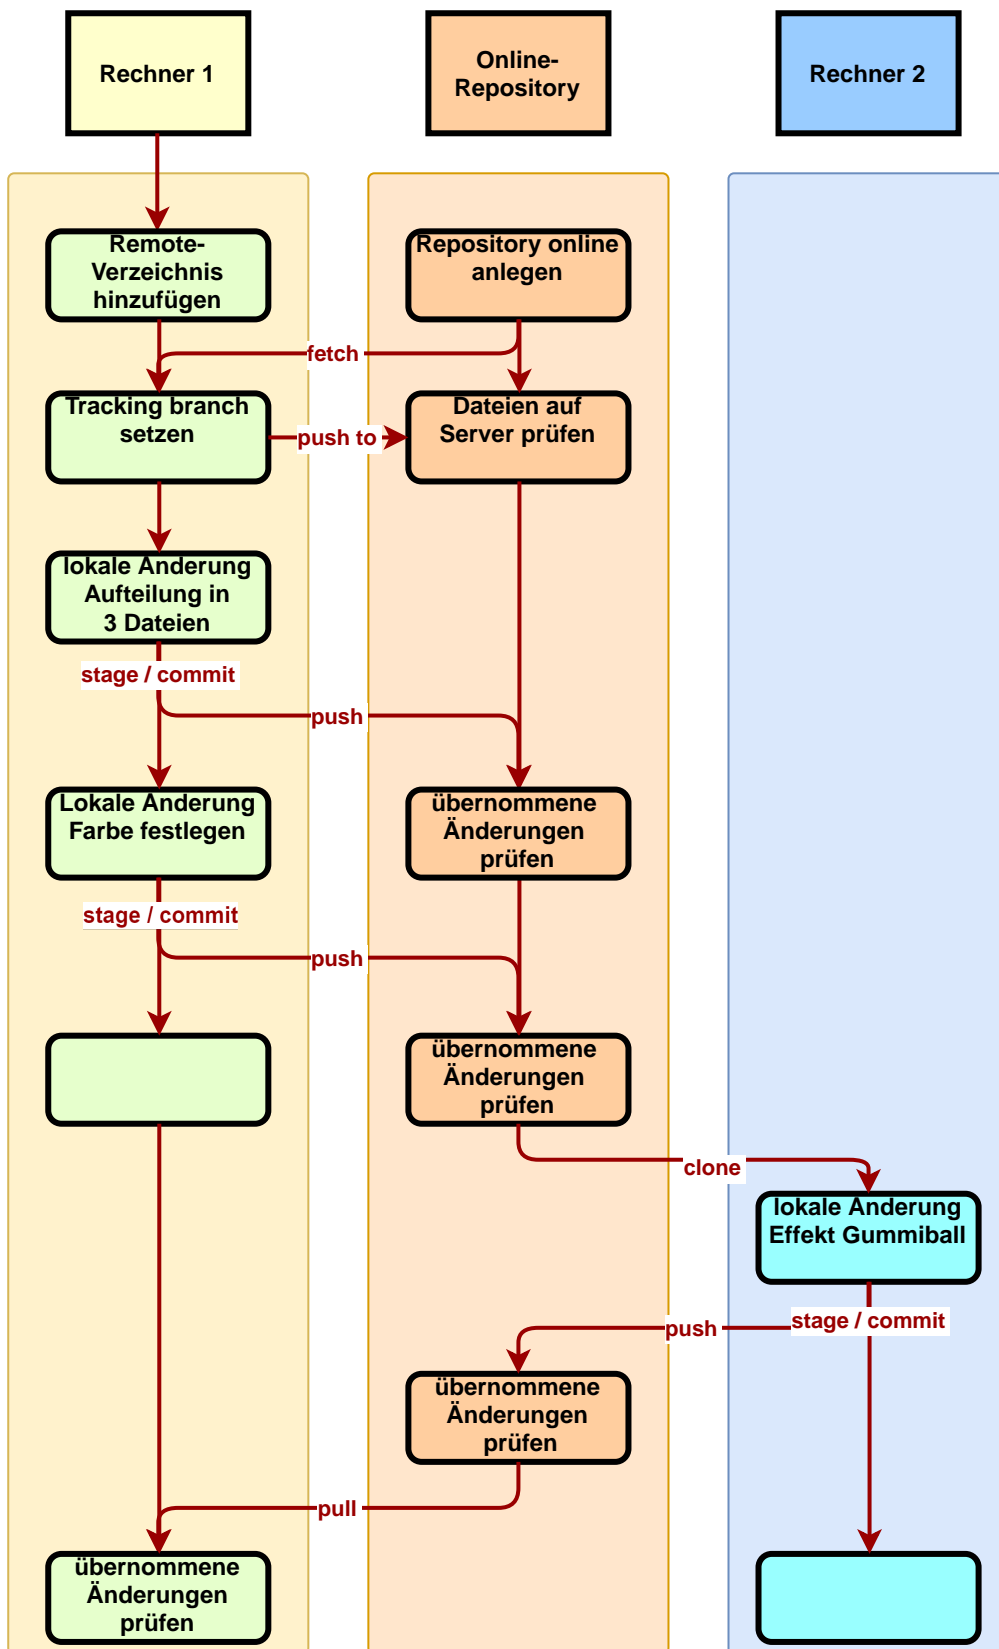 Rechner 1
Online-
Repository
Rechner 2
Remote-
Verzeichnis
hinzufügen
Repository online
anlegen
fetch
Tracking branch
setzen
push to
Dateien auf
Server prüfen
lokale Änderung
Aufteilung in
3 Dateien
stage / commit
push
Lokale Änderung
Farbe festlegen
übernommene
Änderungen
prüfen
stage / commit
push
übernommene
Änderungen
prüfen
clone
lokale Änderung
Effekt Gummiball
stage / commit
push
übernommene
Änderungen
prüfen
pull
übernommene
Änderungen
prüfen